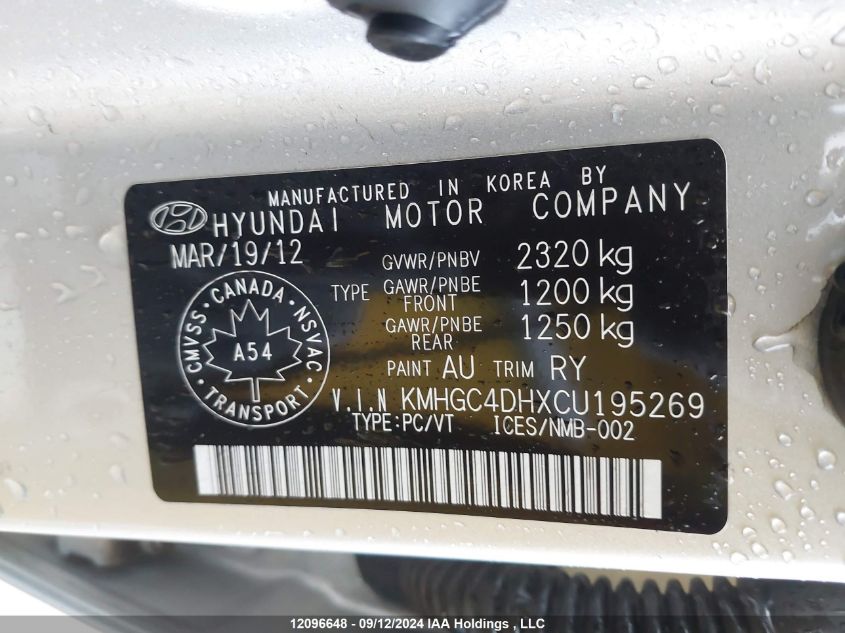 MANUFACTURED IN KOREA BY
HYUNDAI MOTOR COMPANY
MAR/19/12
GVWR/PNBV 2320 kg
TYPE GAWR/PNBE FRONT 1200 kg
GAWR/PNBE REAR 1250 kg
CMVSS · CANADA · NSVAC
A54
TRANSPORT
PAINT AU TRIM RY
V.I.N KMHGC4DHXCU195269
TYPE:PC/VT ICES/NMB-002
12096648 - 09/12/2024 IAA Holdings , LLC